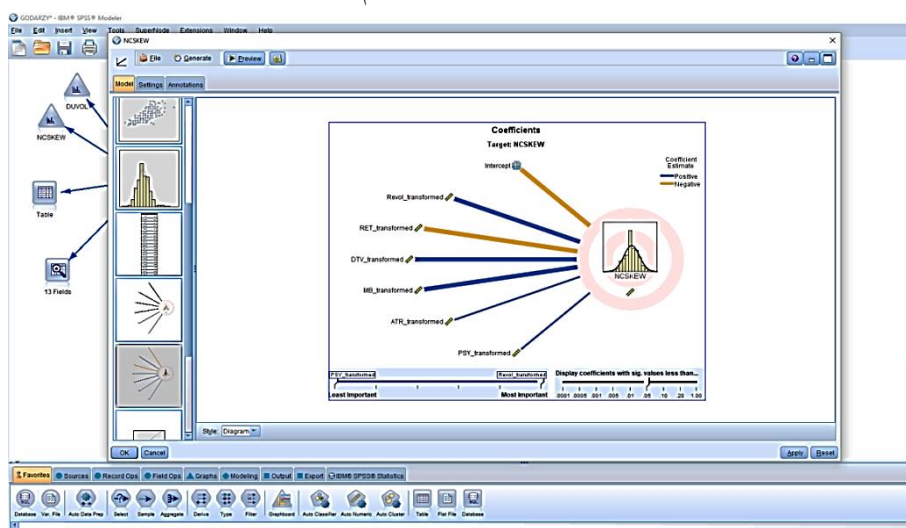 GODARZY* - IBM® SPSS® Modeler
File Edit Insert View Tools SuperNode Extensions Window Help
NCSKEW
File Generate Preview
Model Settings Annotations
DUVOL
NCSKEW
Table
13 Fields
Coefficients
Target: NCSKEW
Coefficient
Estimate
Positive
Negative
Intercept
Revol_transformed
RET_transformed
DTV_transformed
MB_transformed
ATR_transformed
PSY_transformed
NCSKEW
PSY_transformed Revol_transformed
Least Important Most Important
Display coefficients with sig. values less than...
.0001 .0005 .001 .005 .01 .05 .10 .20 1.00
Style: Diagram
OK Cancel Apply Reset
Favorites Sources Record Ops Field Ops Graphs Modeling Output Export IBM® SPSS® Statistics
Database Var. File Auto Data Prep Select Sample Aggregate Derive Type Filter Graphboard Auto Classifier Auto Numeric Auto Cluster Table Flat File Database